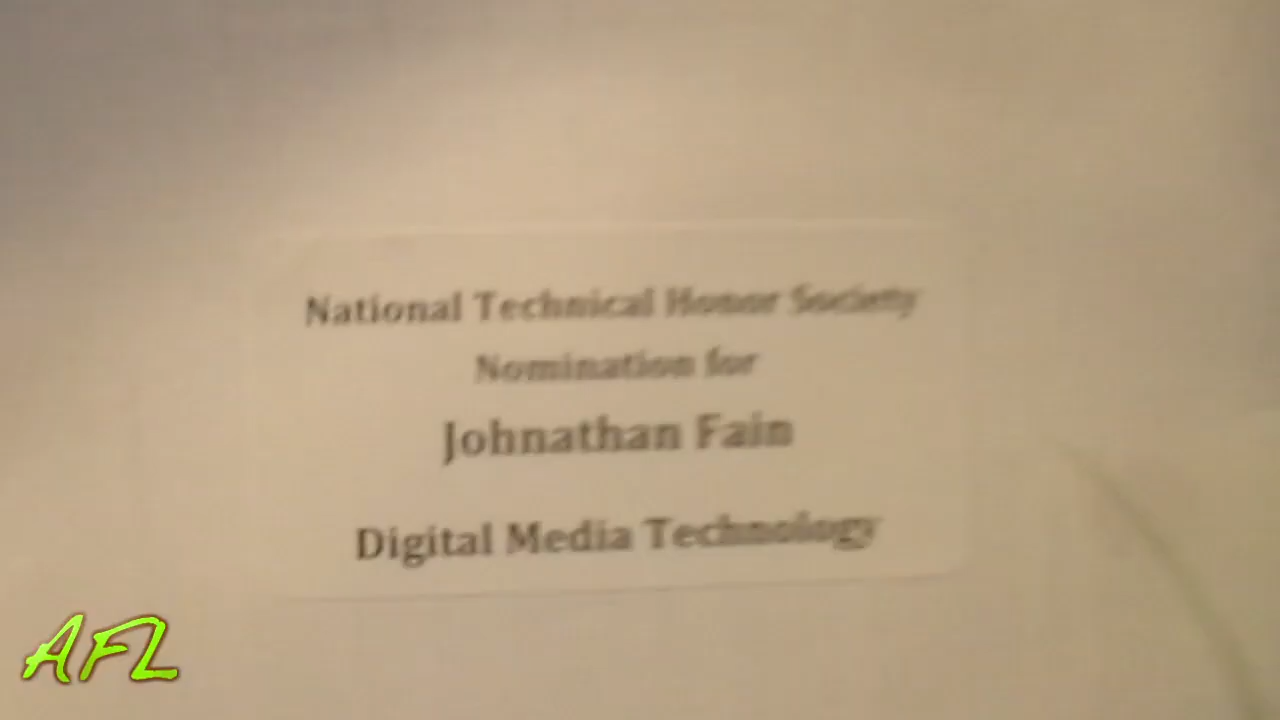 National Technical Honor Society
Nomination for
Johnathan Fain
Digital Media Technology
AFL